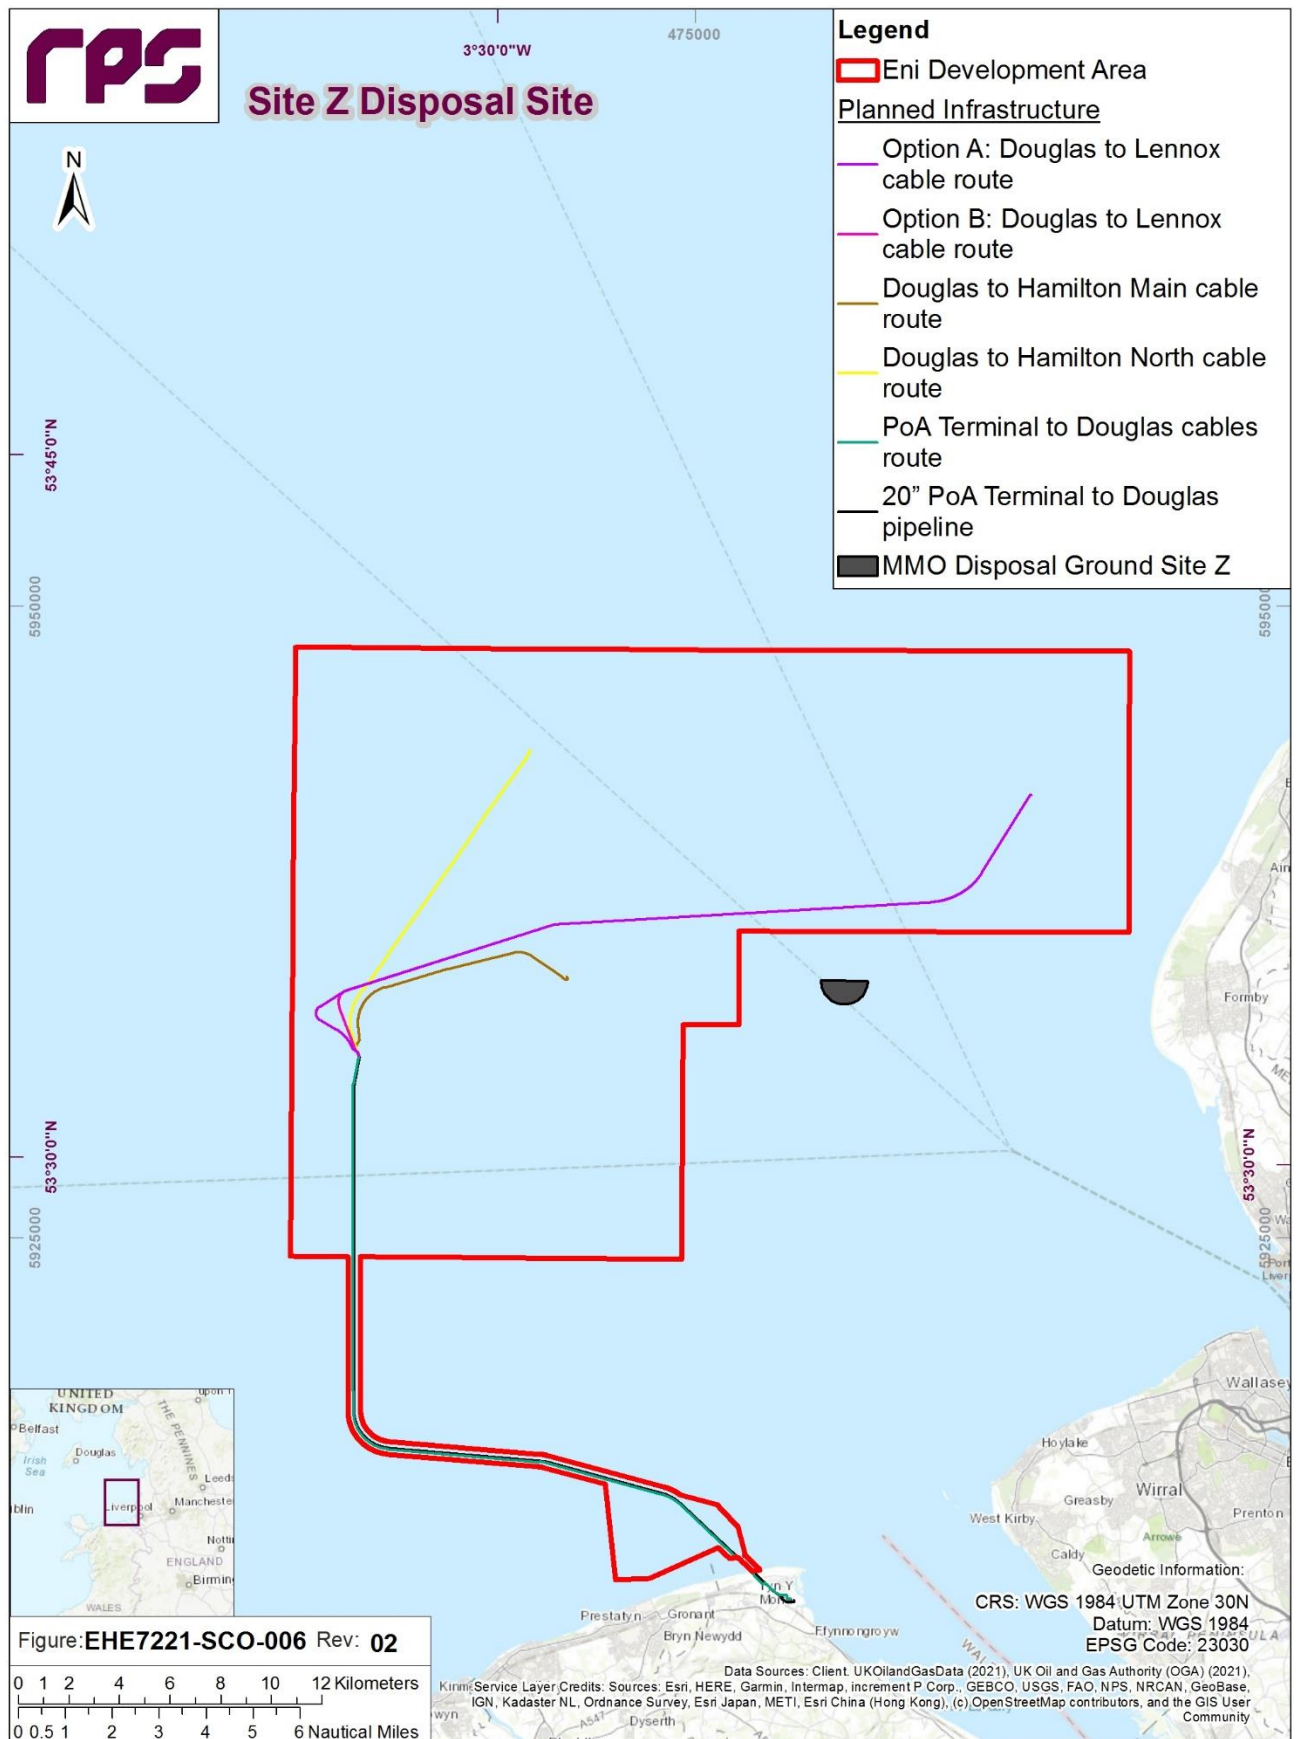 rps
Site Z Disposal Site
3°30'0"W
475000
N
Legend
Eni Development Area
Planned Infrastructure
Option A: Douglas to Lennox
cable route
Option B: Douglas to Lennox
cable route
Douglas to Hamilton Main cable
route
Douglas to Hamilton North cable
route
PoA Terminal to Douglas cables
route
20” PoA Terminal to Douglas
pipeline
MMO Disposal Ground Site Z
53°45'0"N
5950000
53°30'0"N
5925000
53°30'0"N
5925000
Formby
Wallasey
Hoylake
Wirral
Greasby
Prenton
West Kirby
Arrowe
Caldy
Prestatyn
Gronant
Bryn Newydd
Ffynnongroyw
Dyserth
A547
UNITED
KINGDOM
Belfast
Douglas
Irish
Sea
THE PENNINES
Leeds
Liverpool
Manchester
ENGLAND
WALES
Geodetic Information:
CRS: WGS 1984 UTM Zone 30N
Datum: WGS 1984
EPSG Code: 23030
Figure:EHE7221-SCO-006 Rev: 02
0 1 2 4 6 8 10 12 Kilometers
0 0.5 1 2 3 4 5 6 Nautical Miles
Data Sources: Client. UKOilandGasData (2021), UK Oil and Gas Authority (OGA) (2021),
Service Layer Credits: Sources: Esri, HERE, Garmin, Intermap, increment P Corp., GEBCO, USGS, FAO, NPS, NRCAN, GeoBase,
IGN, Kadaster NL, Ordnance Survey, Esri Japan, METI, Esri China (Hong Kong), (c) OpenStreetMap contributors, and the GIS User
Community